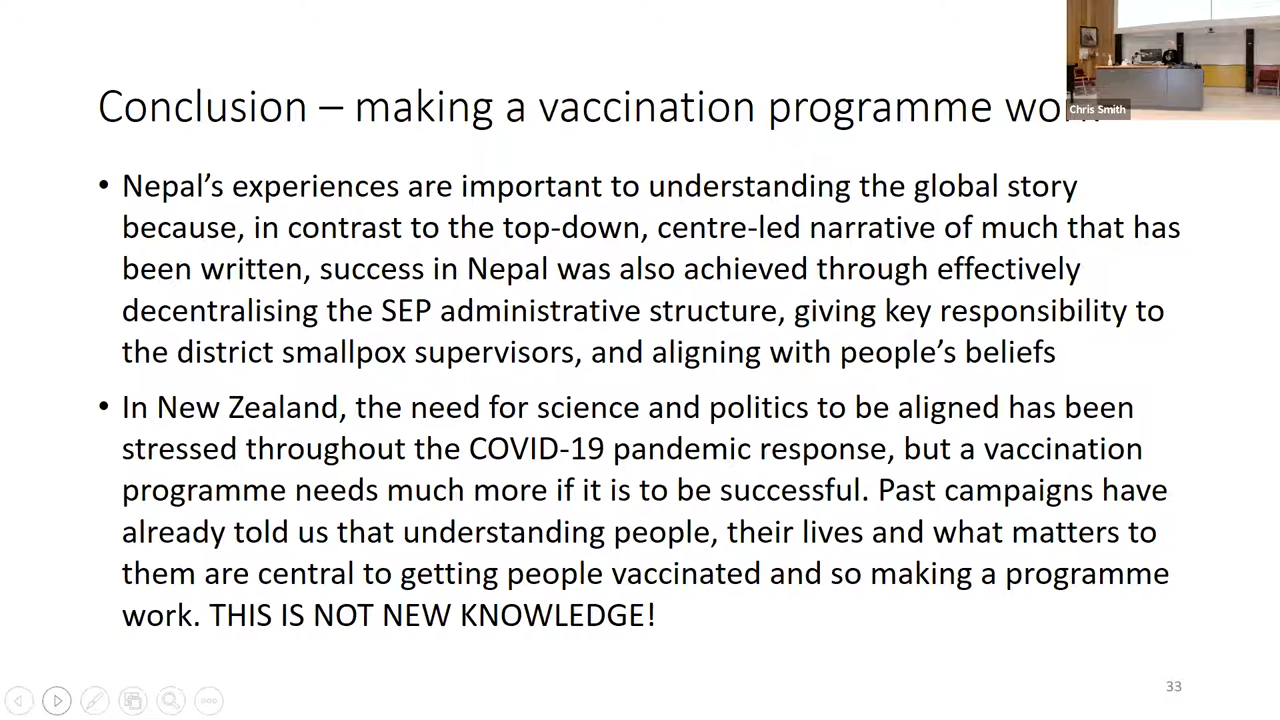 Conclusion – making a vaccination programme wor
Chris Smith
• Nepal’s experiences are important to understanding the global story
because, in contrast to the top-down, centre-led narrative of much that has
been written, success in Nepal was also achieved through effectively
decentralising the SEP administrative structure, giving key responsibility to
the district smallpox supervisors, and aligning with people’s beliefs
• In New Zealand, the need for science and politics to be aligned has been
stressed throughout the COVID-19 pandemic response, but a vaccination
programme needs much more if it is to be successful. Past campaigns have
already told us that understanding people, their lives and what matters to
them are central to getting people vaccinated and so making a programme
work. THIS IS NOT NEW KNOWLEDGE!
33